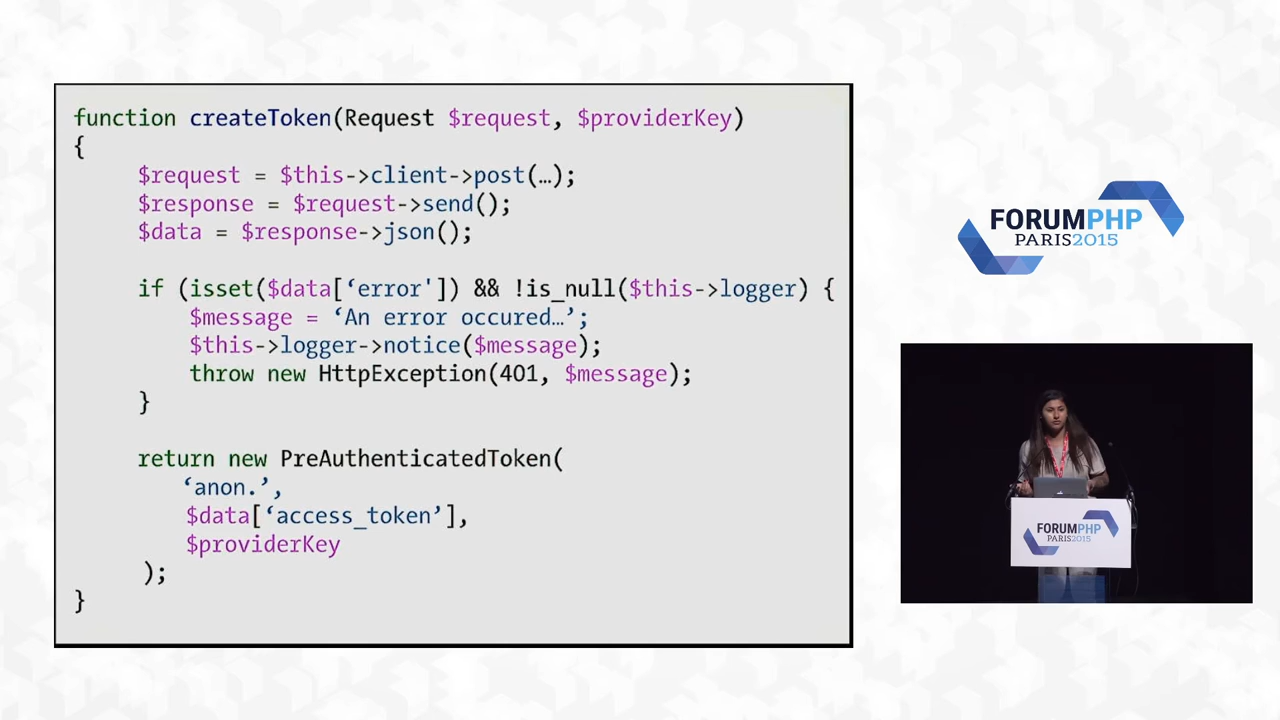 function createToken(Request $request, $providerKey)
{
$request = $this->client->post(…);
$response = $request->send();
$data = $response->json();
if (isset($data[‘error']) && !is_null($this->logger) {
$message = ‘An error occured…’;
$this->logger->notice($message);
throw new HttpException(401, $message);
}
return new PreAuthenticatedToken(
‘anon.’,
$data[‘access_token’],
$providerKey
);
}
FORUMPHP
PARIS2015
FORUMPHP
PARIS2015